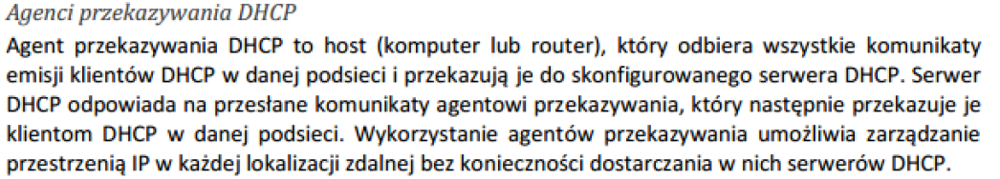 Agenci przekazywania DHCP
Agent przekazywania DHCP to host (komputer lub router), który odbiera wszystkie komunikaty
emisji klientów DHCP w danej podsieci i przekazują je do skonfigurowanego serwera DHCP. Serwer
DHCP odpowiada na przesłane komunikaty agentowi przekazywania, który następnie przekazuje je
klientom DHCP w danej podsieci. Wykorzystanie agentów przekazywania umożliwia zarządzanie
przestrzenią IP w każdej lokalizacji zdalnej bez konieczności dostarczania w nich serwerów DHCP.